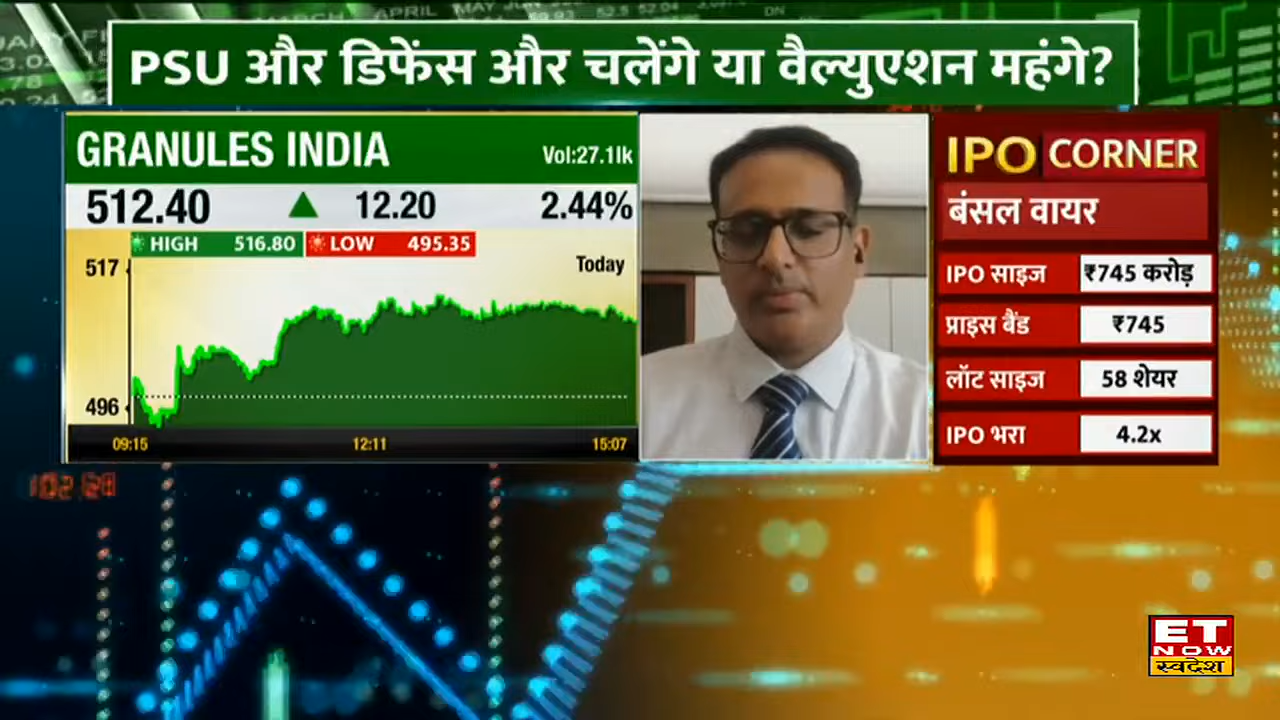 PSU और डिफेंस और चलेंगे या वैल्युएशन महंगे?
GRANULES INDIA
Vol:27.1lk
512.40 ▲ 12.20 2.44%
HIGH 516.80 LOW 495.35
517
Today
496
09:15 12:11 15:07
IPO CORNER
बंसल वायर
IPO साइज ₹745 करोड़
प्राइस बैंड ₹745
लॉट साइज 58 शेयर
IPO भरा 4.2x
ET
NOW
स्वदेश